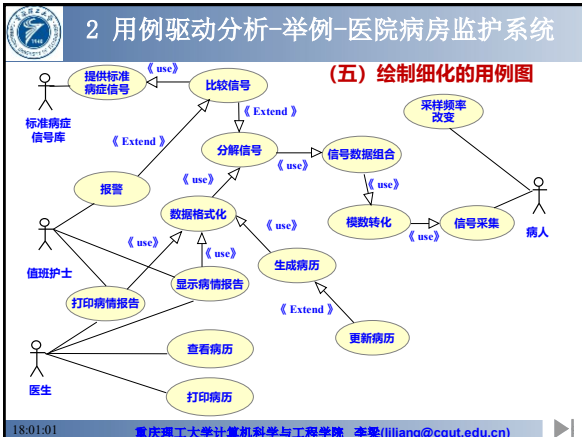 2 用例驱动分析-举例-医院病房监护系统
(五) 绘制细化的用例图
提供标准
病症信号
《 use》
比较信号
采样频率
改变
标准病症
信号库
《 Extend 》
《 Extend 》
分解信号
《 use》
信号数据组合
报警
《 use》
《 use》
数据格式化
模数转化
《 use》
信号采集
病人
值班护士
《 use》
《 use》
《 use》
生成病历
显示病情报告
打印病情报告
《 Extend 》
更新病历
查看病历
医生
打印病历
18:01:01
重庆理工大学计算机科学与工程学院 李梁(liliang@cqut.edu.cn)